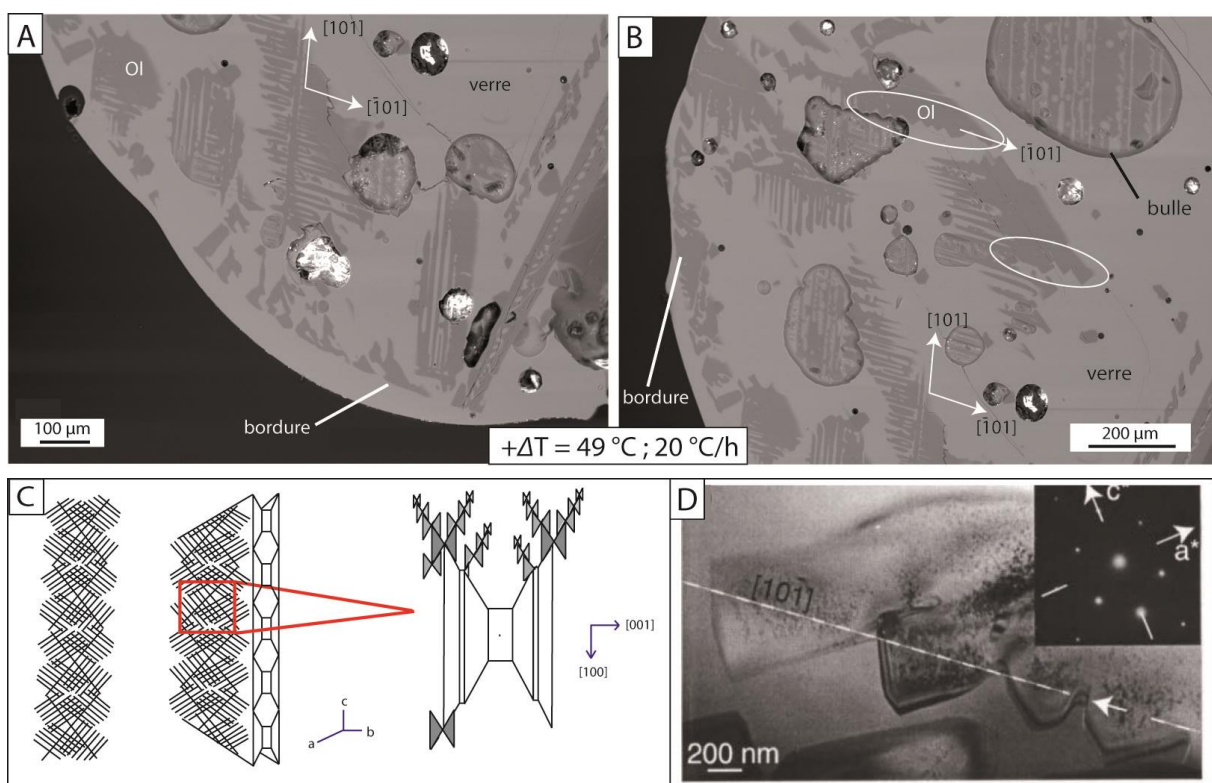 A
[101]
Ol
verre
[1̄01]
bordure
100 µm
B
Ol
[1̄01]
bulle
[101]
verre
bordure
[1̄01]
200 µm
+ΔT = 49 °C ; 20 °C/h
C
c
a
b
[001]
[100]
D
c*
a*
[101̄]
200 nm